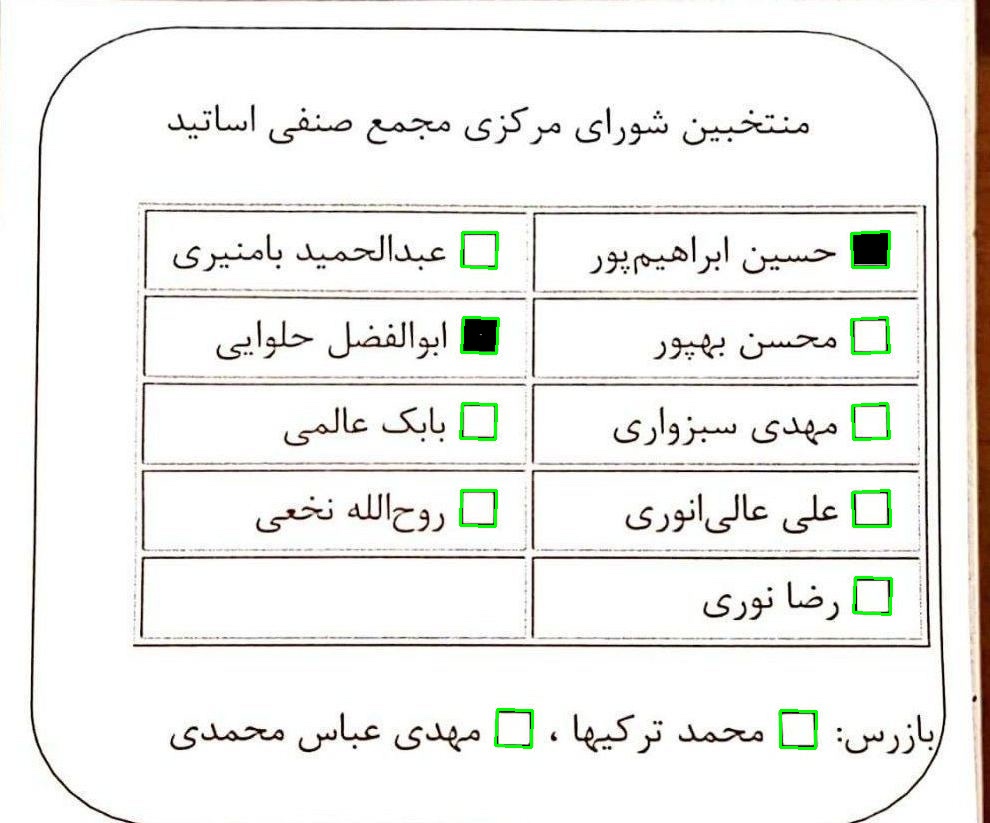 منتخبین شورای مرکزی مجمع صنفی اساتید
حسین ابراهیم‌پور
عبدالحمید بامنیری
محسن بهپور
ابوالفضل حلوایی
مهدی سبزواری
بابک عالمی
علی عالی‌انوری
روح‌الله نخعی
رضا نوری
بازرس: محمد ترکیها ، مهدی عباس محمدی